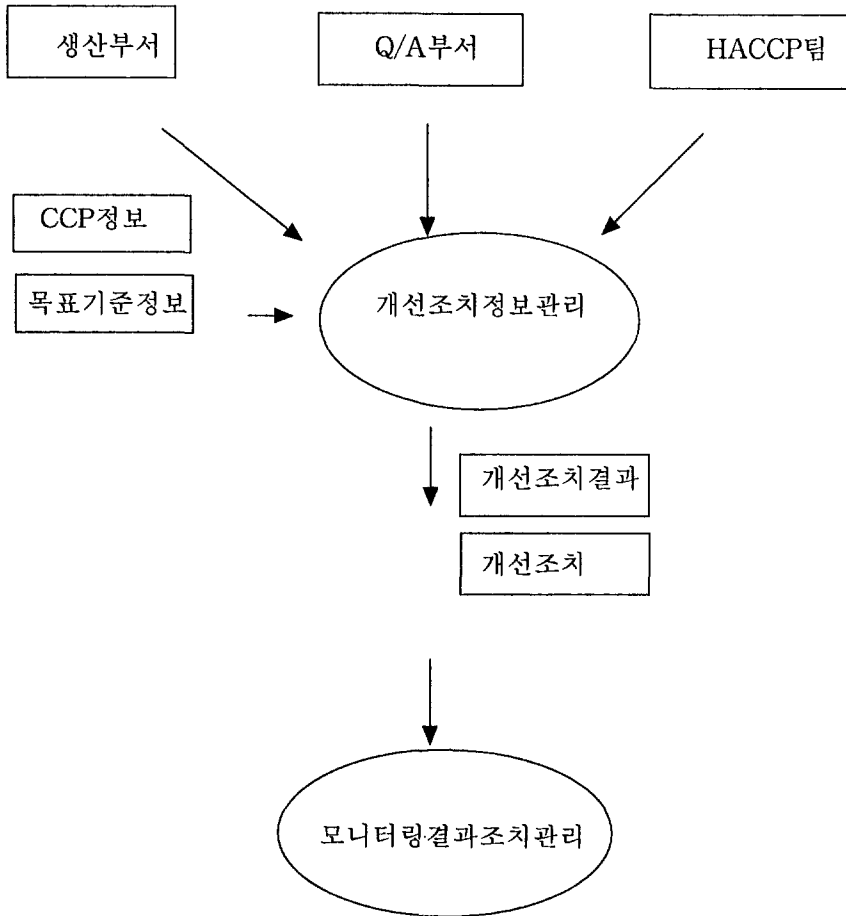 생산부서
Q/A부서
HACCP팀
CCP정보
목표기준정보
개선조치정보관리
개선조치결과
개선조치
모니터링결과조치관리